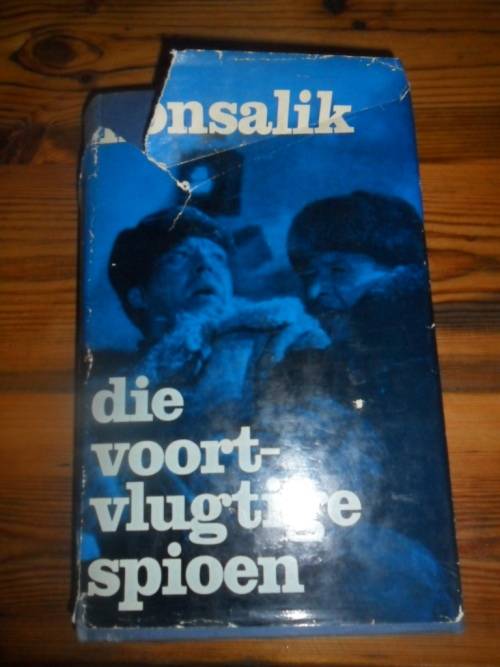 onsalik
die
voort-
vlugtige
spioen